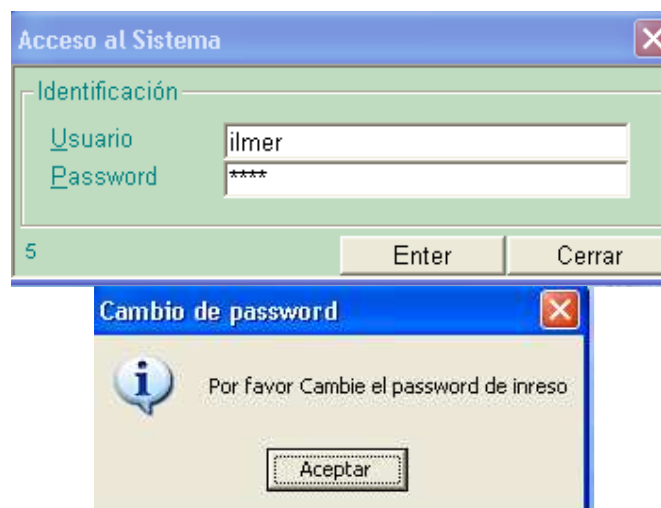 Acceso al Sistema
Identificación
Usuario ilmer
Password ****
5 Enter Cerrar
Cambio de password
Por favor Cambie el password de inreso
Aceptar